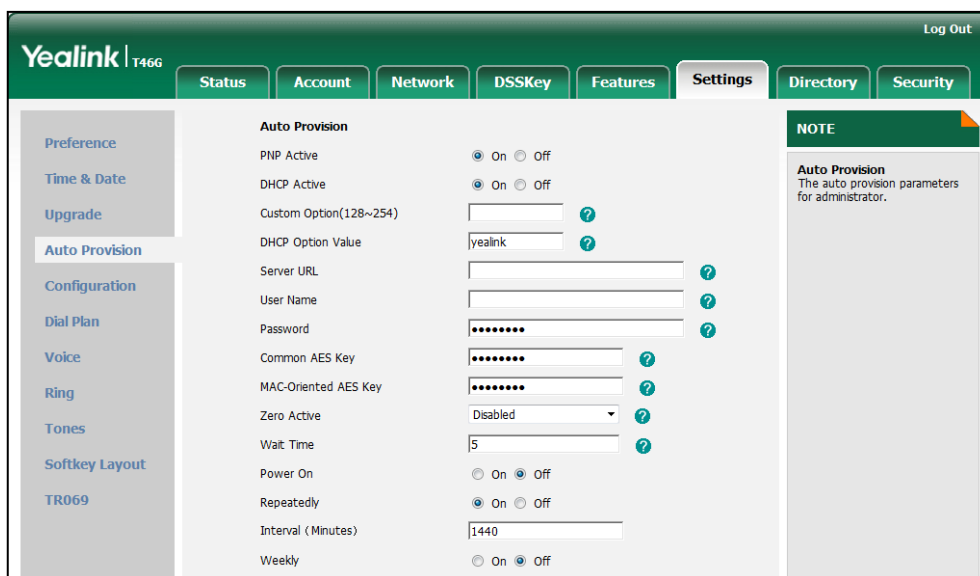 Log Out
Yealink T46G
Status Account Network DSSKey Features Settings Directory Security
Preference
Time & Date
Upgrade
Auto Provision
Configuration
Dial Plan
Voice
Ring
Tones
Softkey Layout
TR069
Auto Provision
PNP Active On Off
DHCP Active On Off
Custom Option(128~254) ?
DHCP Option Value yealink ?
Server URL ?
User Name ?
Password •••••••• ?
Common AES Key •••••••• ?
MAC-Oriented AES Key •••••••• ?
Zero Active Disabled ?
Wait Time 5 ?
Power On On Off
Repeatedly On Off
Interval (Minutes) 1440
Weekly On Off
NOTE
Auto Provision
The auto provision parameters
for administrator.